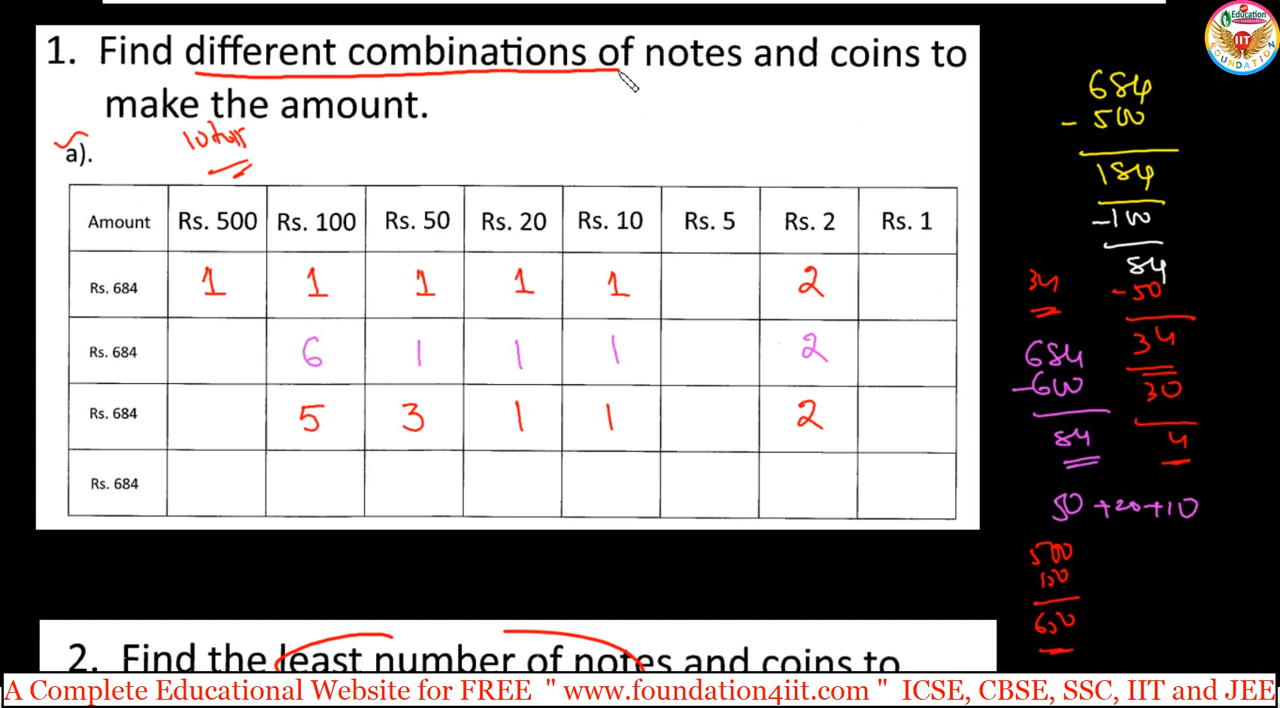 1. Find different combinations of notes and coins to
make the amount.
a).
Amount Rs. 500 Rs. 100 Rs. 50 Rs. 20 Rs. 10 Rs. 5 Rs. 2 Rs. 1
Rs. 684 1 1 1 1 1 2
Rs. 684 6 1 1 1 2
Rs. 684 5 3 1 1 2
Rs. 684
2. Find the least number of notes and coins to
684
- 500
184
-100
84
- 50
34
30
4
34
684
-600
84
50 +20 +10
500
100
600
Education
IIT
FOUNDATION
A Complete Educational Website for FREE " www.foundation4iit.com " ICSE, CBSE, SSC, IIT and JEE